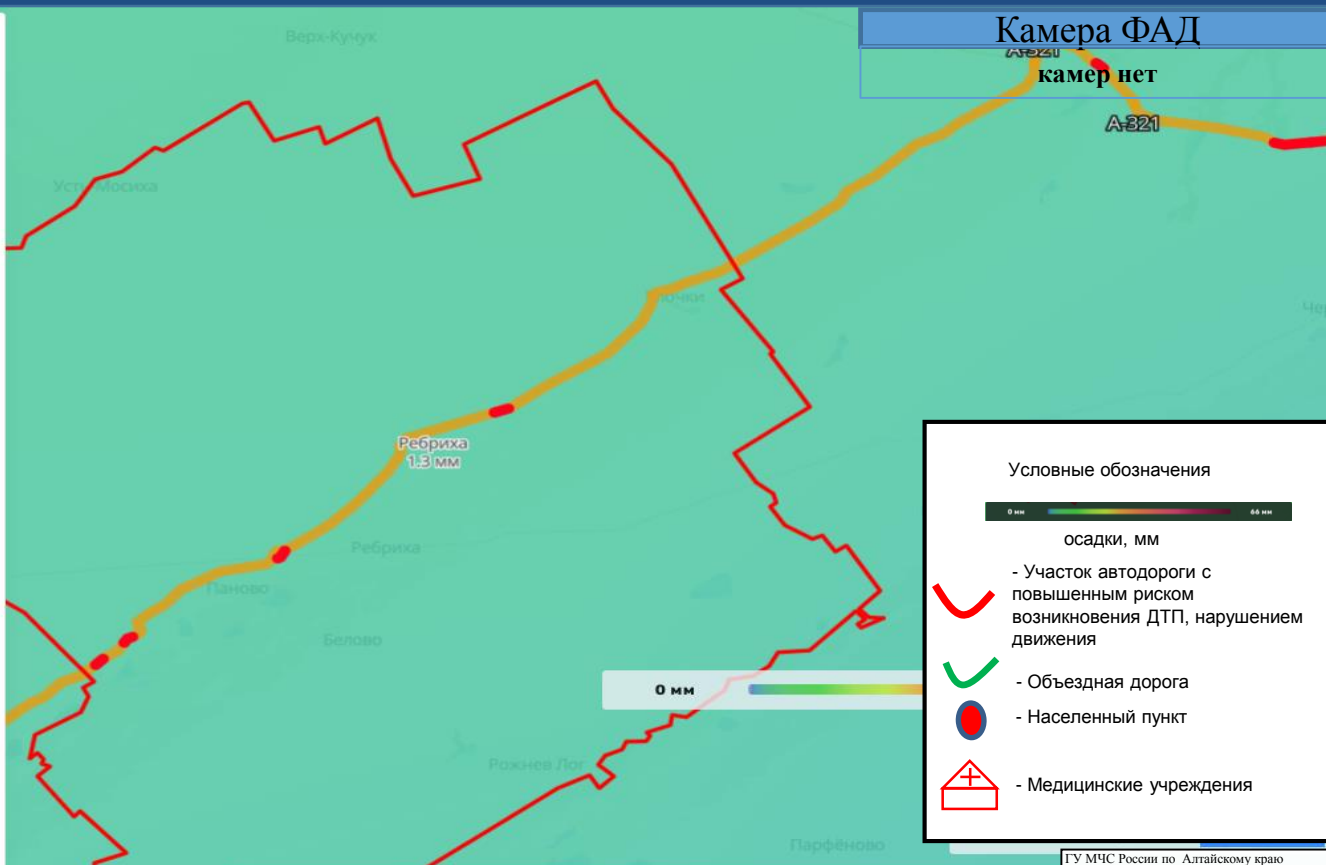 Камера ФАД
камер нет
А-321
А-321
Верх-Кучук
Усть-Мосиха
Клочки
Ребриха
1.3 мм
Ребриха
Паново
Белово
0 мм
Рожнев Лог
Парфёново
Условные обозначения
0 мм
66 мм
осадки, мм
- Участок автодороги с
повышенным риском
возникновения ДТП, нарушением
движения
- Объездная дорога
- Населенный пункт
- Медицинские учреждения
ГУ МЧС России по Алтайскому краю